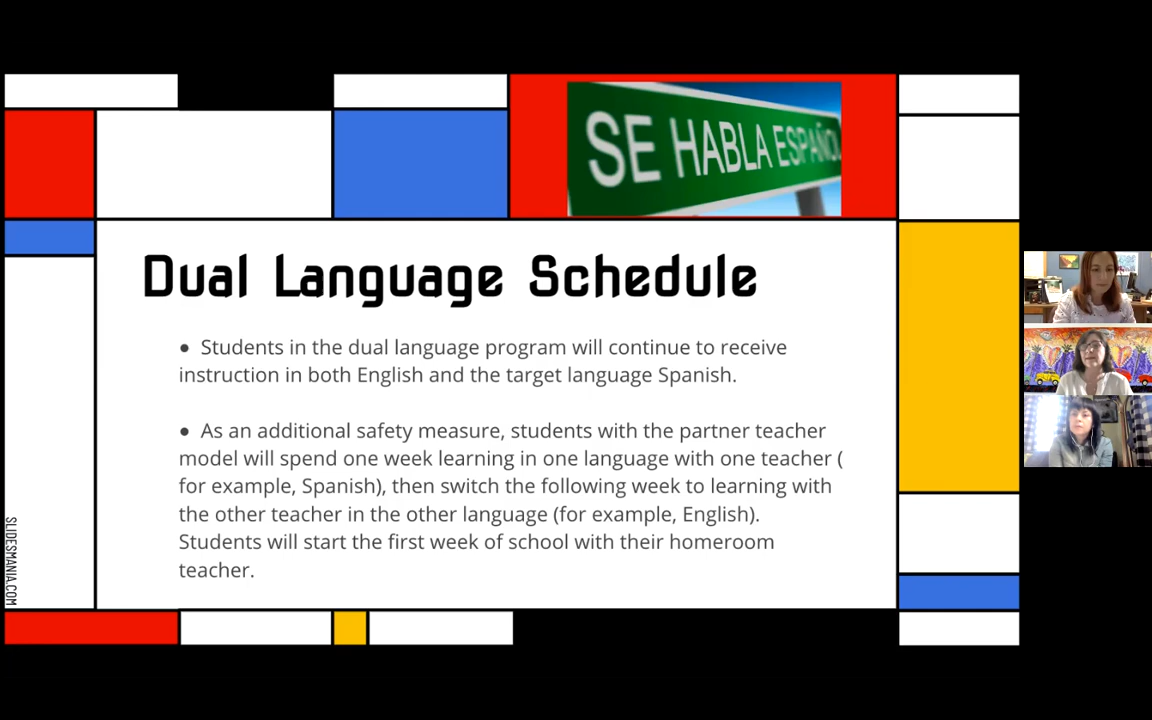 SE HABLA ESPAÑOL
Dual Language Schedule
● Students in the dual language program will continue to receive
instruction in both English and the target language Spanish.
● As an additional safety measure, students with the partner teacher
model will spend one week learning in one language with one teacher (
for example, Spanish), then switch the following week to learning with
the other teacher in the other language (for example, English).
Students will start the first week of school with their homeroom
teacher.
SLIDESMANIA.COM